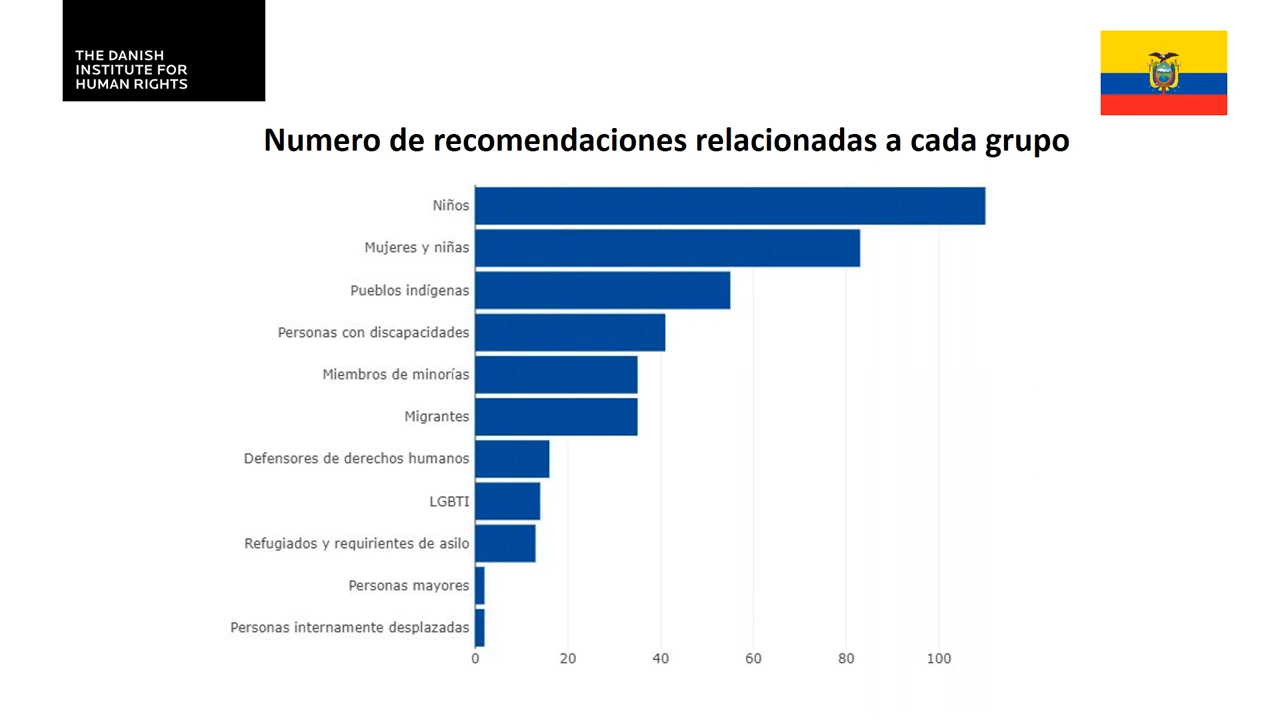 THE DANISH
INSTITUTE FOR
HUMAN RIGHTS
Numero de recomendaciones relacionadas a cada grupo
Niños
Mujeres y niñas
Pueblos indígenas
Personas con discapacidades
Miembros de minorías
Migrantes
Defensores de derechos humanos
LGBTI
Refugiados y requirientes de asilo
Personas mayores
Personas internamente desplazadas
0 20 40 60 80 100